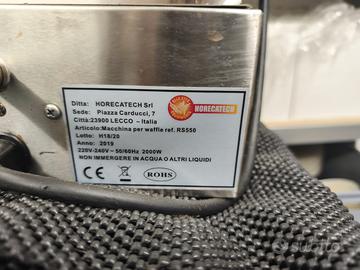 Ditta: HORECATECH Srl
Sede: Piazza Carducci, 7
Città:23900 LECCO – Italia
Articolo:Macchina per waffle ref. RS550
Lotto: H18/20
Anno: 2019
220V-240V ~ 50/60Hz 2000W
NON IMMERGERE IN ACQUA O ALTRI LIQUIDI
HORECATECH
CE
ROHS
subito